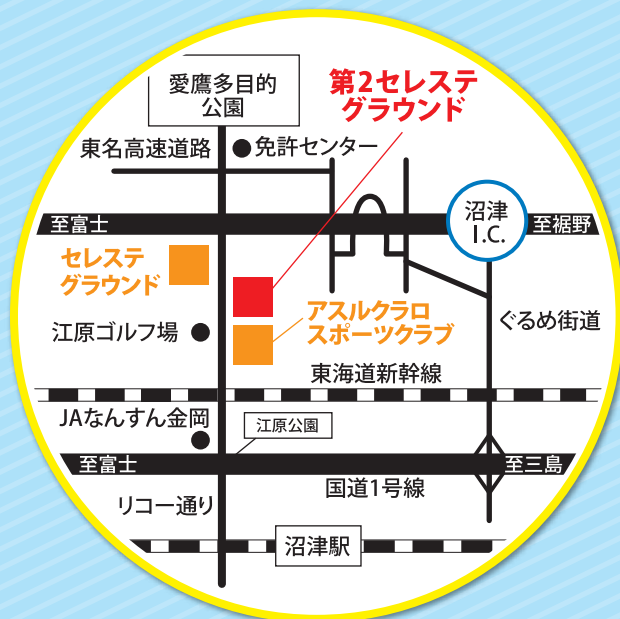 愛鷹多目的
公園
第2セレステ
グラウンド
東名高速道路
免許センター
至富士
沼津
I.C.
至裾野
セレステ
グラウンド
アスルクラロ
スポーツクラブ
ぐるめ街道
江原ゴルフ場
東海道新幹線
JAなんすん金岡
江原公園
至富士
至三島
国道1号線
リコー通り
沼津駅